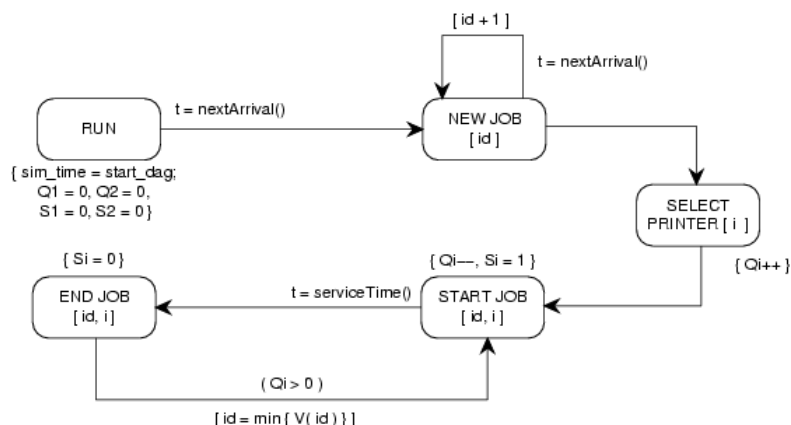 [ id + 1 ]
t = nextArrival()
t = nextArrival()
RUN
NEW JOB
[ id ]
{ sim_time = start_dag;
Q1 = 0, Q2 = 0,
S1 = 0, S2 = 0 }
SELECT
PRINTER [ i ]
{ Qi++ }
{ Si = 0 }
{ Qi––, Si = 1 }
END JOB
[ id, i ]
t = serviceTime()
START JOB
[ id, i ]
( Qi > 0 )
[ id = min { V( id ) } ]